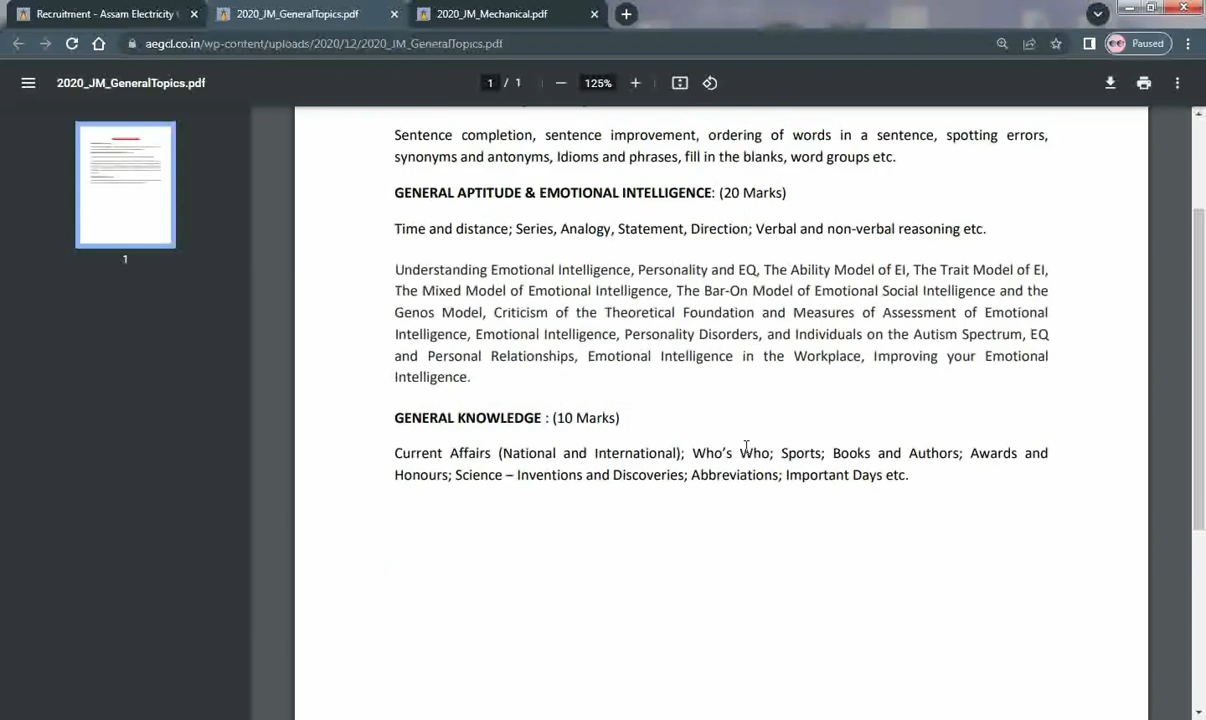 Recruitment - Assam Electricity
2020_JM_GeneralTopics.pdf
2020_JM_Mechanical.pdf
aegcl.co.in/wp-content/uploads/2020/12/2020_JM_GeneralTopics.pdf
Paused
2020_JM_GeneralTopics.pdf
1 / 1
125%
Sentence completion, sentence improvement, ordering of words in a sentence, spotting errors,
synonyms and antonyms, Idioms and phrases, fill in the blanks, word groups etc.
GENERAL APTITUDE & EMOTIONAL INTELLIGENCE: (20 Marks)
Time and distance; Series, Analogy, Statement, Direction; Verbal and non-verbal reasoning etc.
Understanding Emotional Intelligence, Personality and EQ, The Ability Model of EI, The Trait Model of EI,
The Mixed Model of Emotional Intelligence, The Bar-On Model of Emotional Social Intelligence and the
Genos Model, Criticism of the Theoretical Foundation and Measures of Assessment of Emotional
Intelligence, Emotional Intelligence, Personality Disorders, and Individuals on the Autism Spectrum, EQ
and Personal Relationships, Emotional Intelligence in the Workplace, Improving your Emotional
Intelligence.
1
GENERAL KNOWLEDGE : (10 Marks)
Current Affairs (National and International); Who's Who; Sports; Books and Authors; Awards and
Honours; Science – Inventions and Discoveries; Abbreviations; Important Days etc.